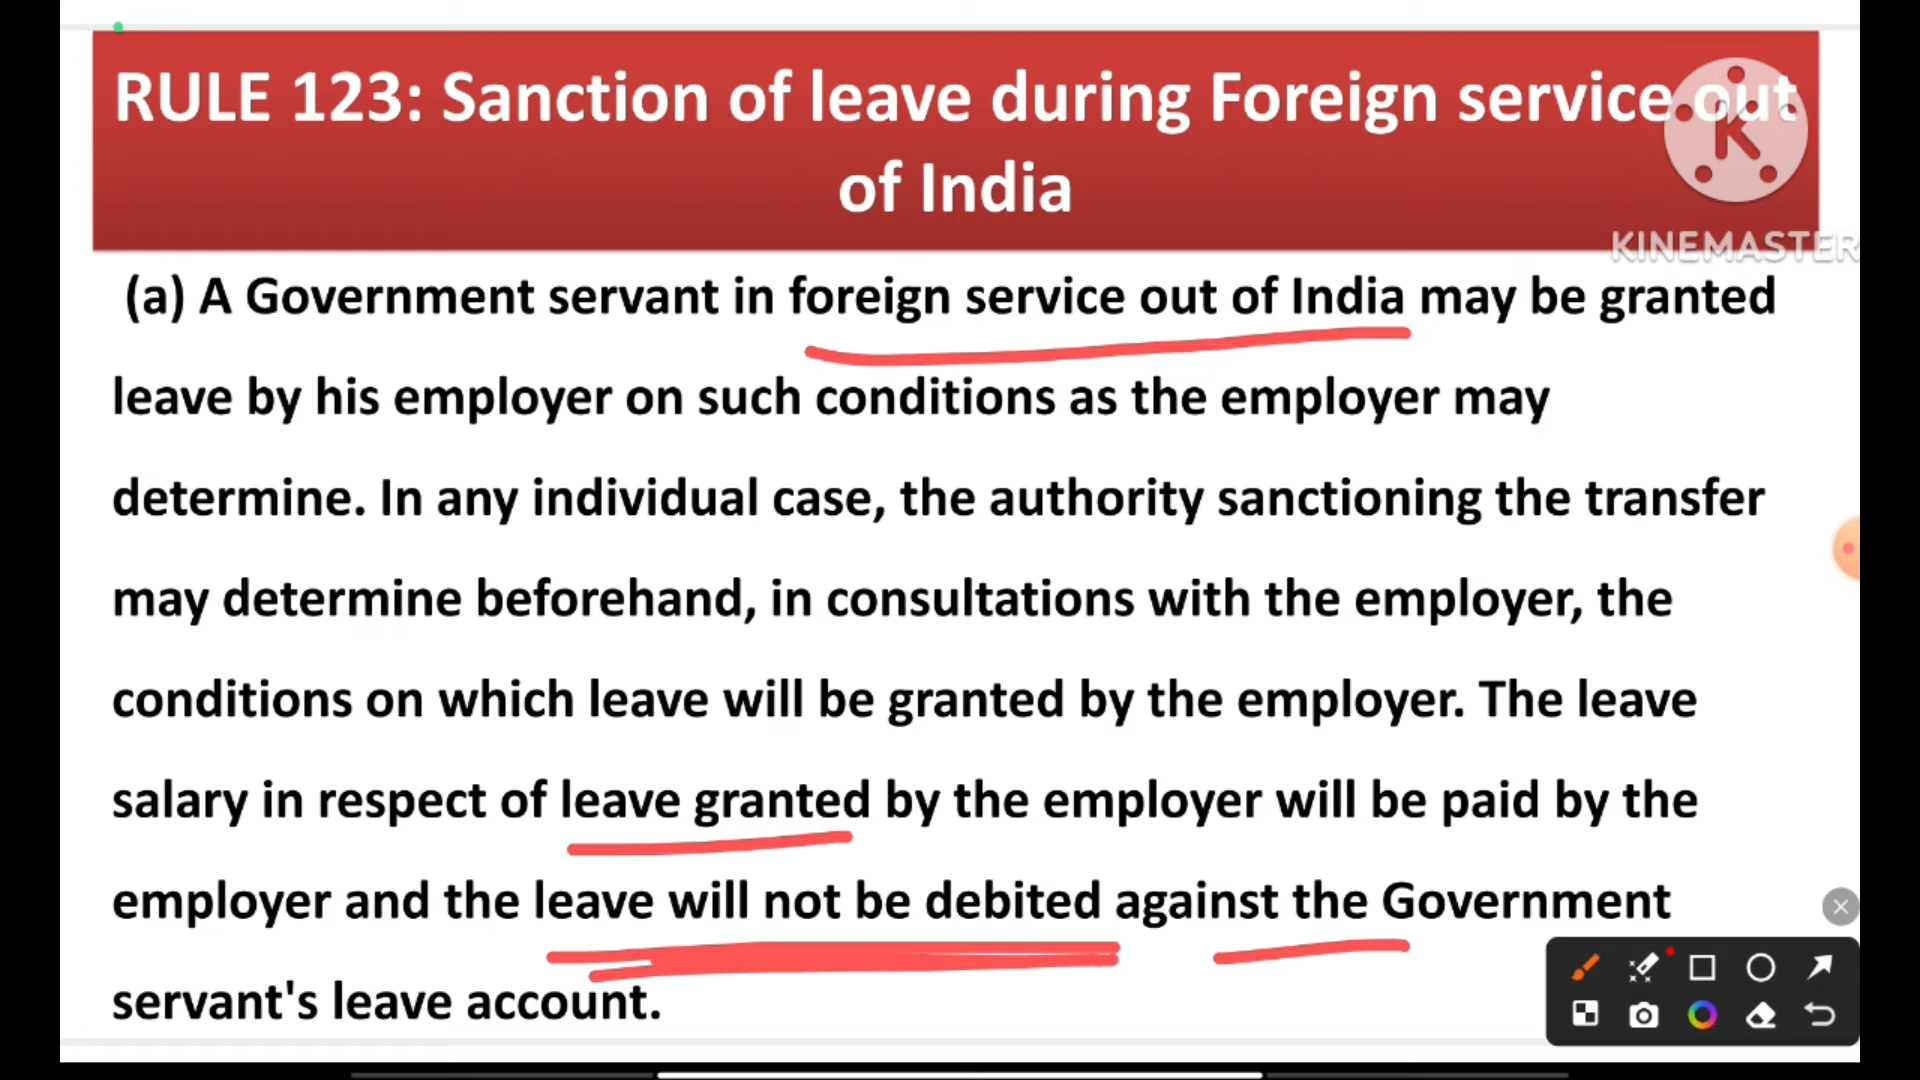 RULE 123: Sanction of leave during Foreign service out
of India
K
KINEMASTER
(a) A Government servant in foreign service out of India may be granted
leave by his employer on such conditions as the employer may
determine. In any individual case, the authority sanctioning the transfer
may determine beforehand, in consultations with the employer, the
conditions on which leave will be granted by the employer. The leave
salary in respect of leave granted by the employer will be paid by the
employer and the leave will not be debited against the Government
servant's leave account.